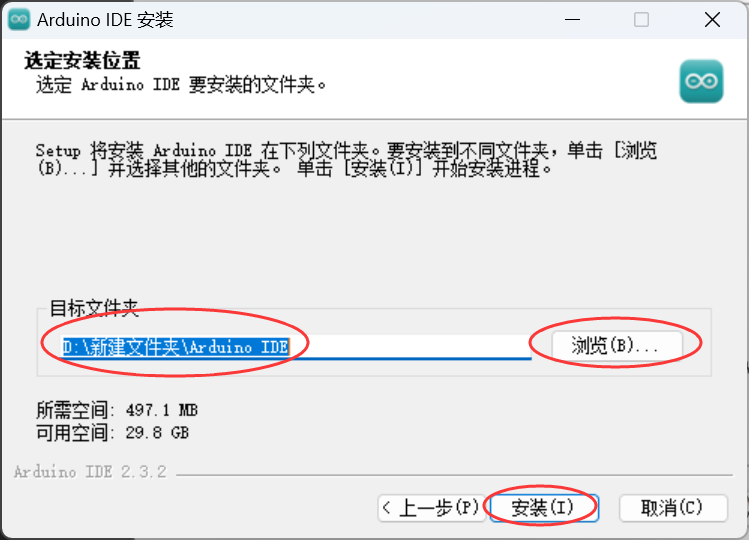 Arduino IDE 安装
选定安装位置
选定 Arduino IDE 要安装的文件夹。
Setup 将安装 Arduino IDE 在下列文件夹。要安装到不同文件夹，单击 [浏览
(B)...] 并选择其他的文件夹。 单击 [安装(I)] 开始安装进程。
目标文件夹
D:\新建文件夹\Arduino IDE
浏览(B)...
所需空间: 497.1 MB
可用空间: 29.8 GB
Arduino IDE 2.3.2
< 上一步(P)
安装(I)
取消(C)